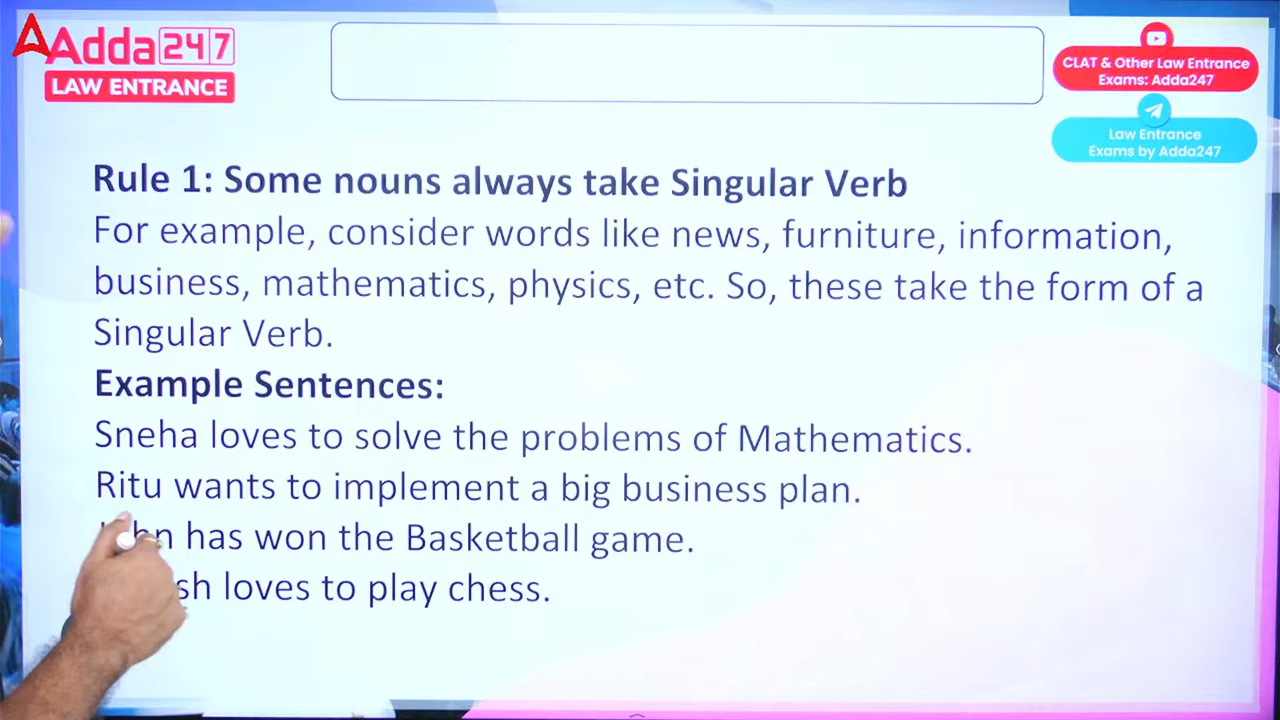 Adda247
LAW ENTRANCE
CLAT & Other Law Entrance
Exams: Adda247
Law Entrance
Exams by Adda247
Rule 1: Some nouns always take Singular Verb
For example, consider words like news, furniture, information,
business, mathematics, physics, etc. So, these take the form of a
Singular Verb.
Example Sentences:
Sneha loves to solve the problems of Mathematics.
Ritu wants to implement a big business plan.
has won the Basketball game.
loves to play chess.